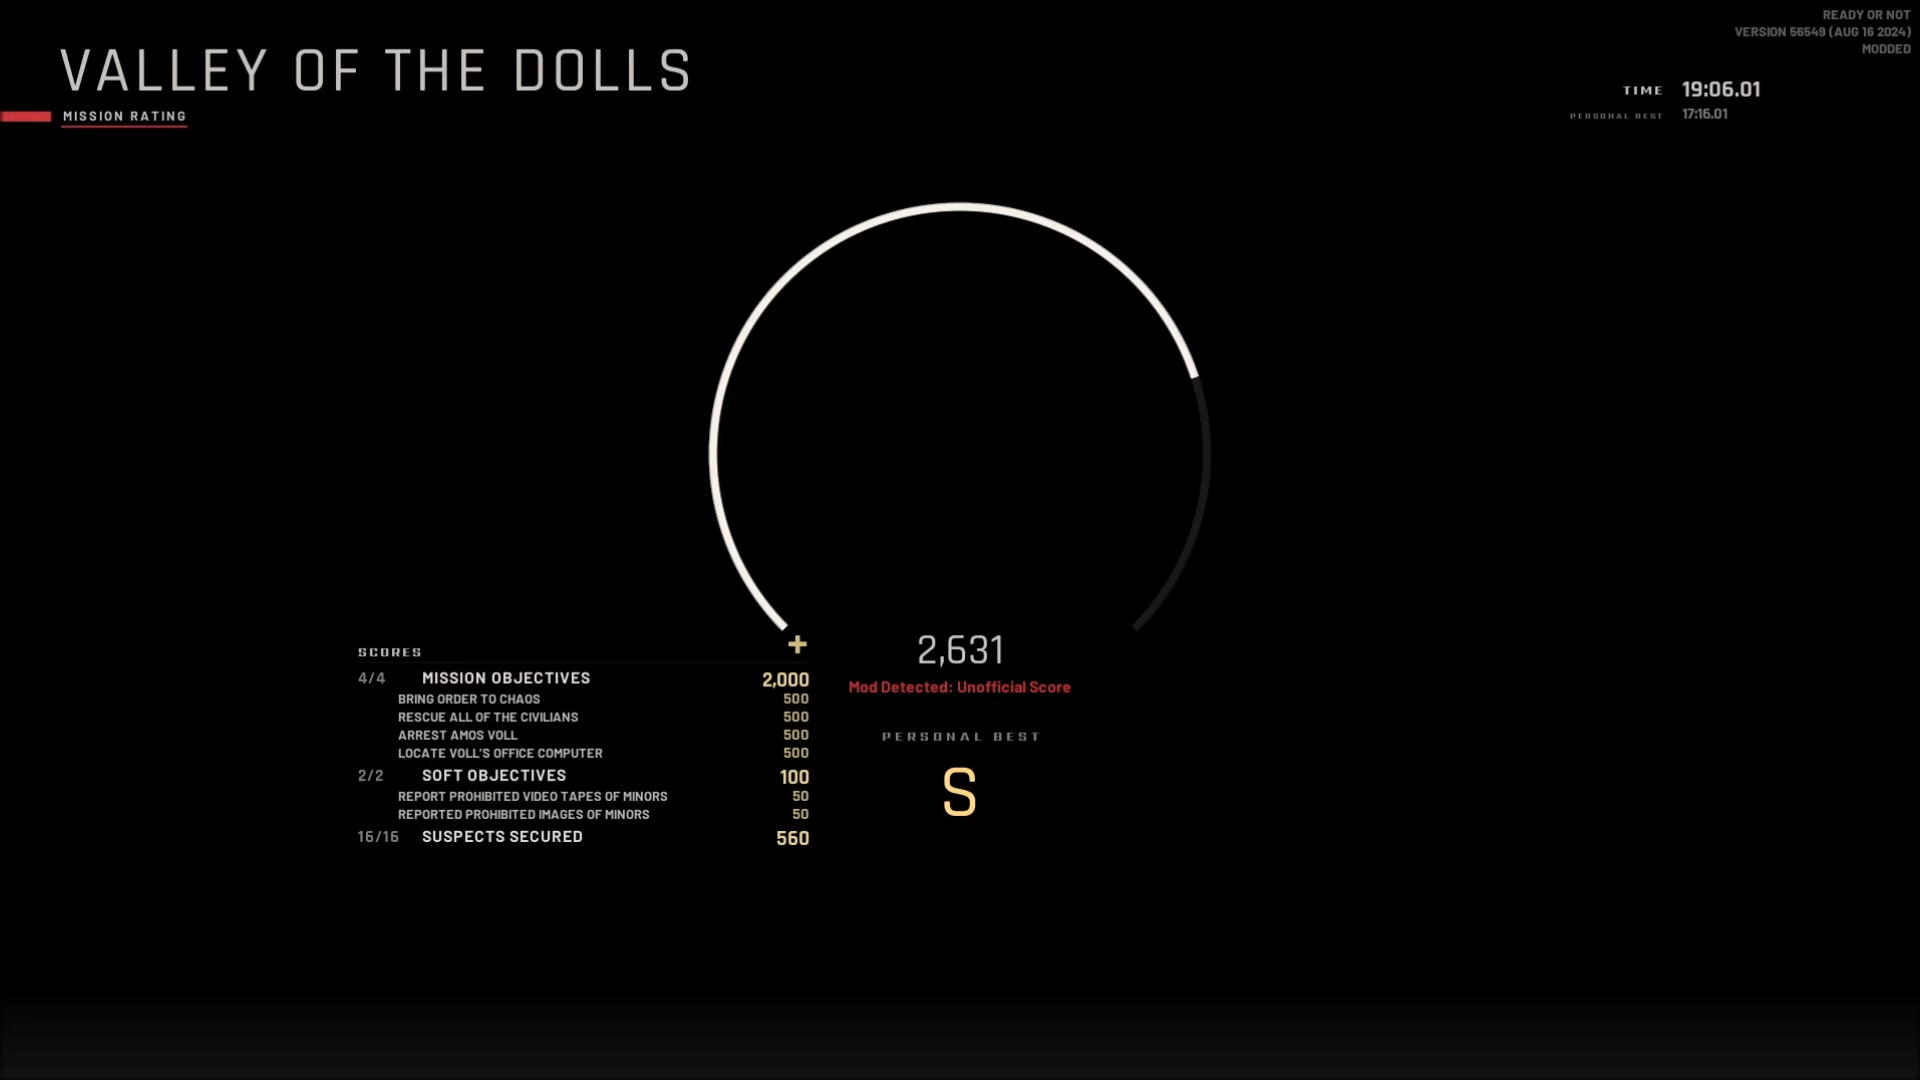 READY OR NOT
VERSION 56549 (AUG 16 2024)
MODDED
VALLEY OF THE DOLLS
MISSION RATING
TIME 19:06.01
PERSONAL BEST 17:16.01
SCORES +
4/4 MISSION OBJECTIVES 2,000
BRING ORDER TO CHAOS 500
RESCUE ALL OF THE CIVILIANS 500
ARREST AMOS VOLL 500
LOCATE VOLL'S OFFICE COMPUTER 500
2/2 SOFT OBJECTIVES 100
REPORT PROHIBITED VIDEO TAPES OF MINORS 50
REPORTED PROHIBITED IMAGES OF MINORS 50
16/16 SUSPECTS SECURED 560
2,631
Mod Detected: Unofficial Score
PERSONAL BEST
S